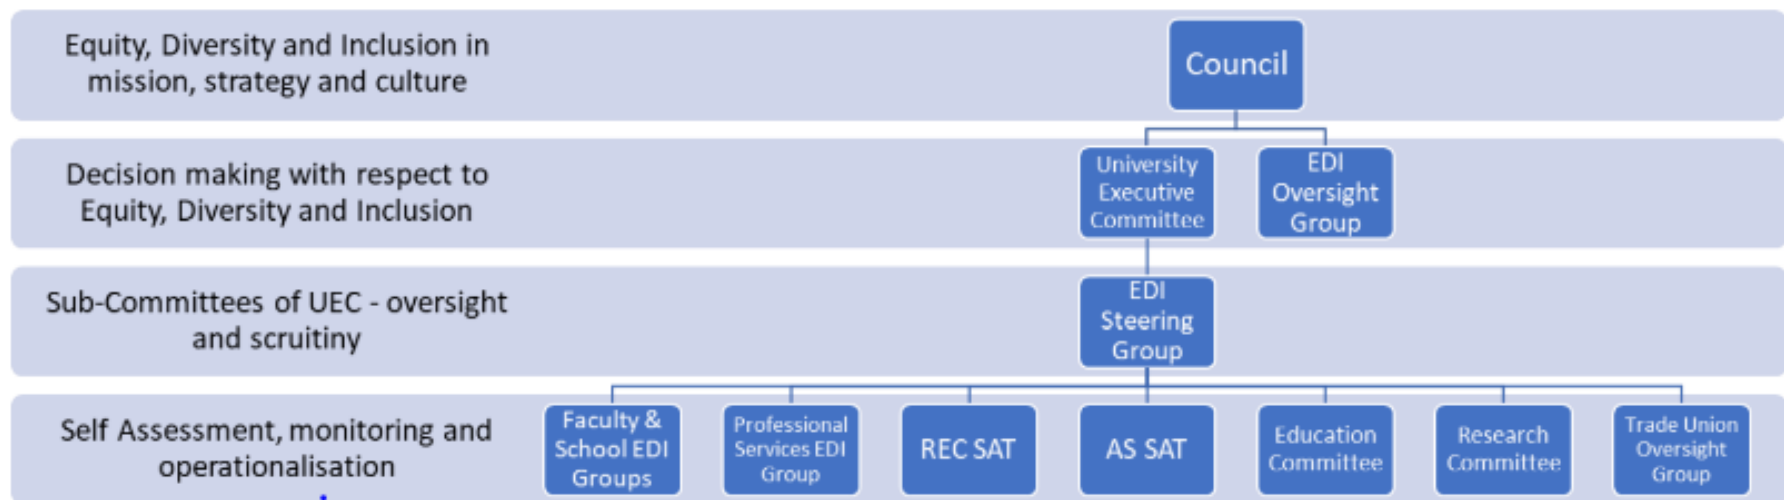 Equity, Diversity and Inclusion in
mission, strategy and culture
Council
Decision making with respect to
Equity, Diversity and Inclusion
University
Executive
Committee
EDI
Oversight
Group
Sub-Committees of UEC - oversight
and scruitiny
EDI
Steering
Group
Self Assessment, monitoring and
operationalisation
Faculty &
School EDI
Groups
Professional
Services EDI
Group
REC SAT
AS SAT
Education
Committee
Research
Committee
Trade Union
Oversight
Group